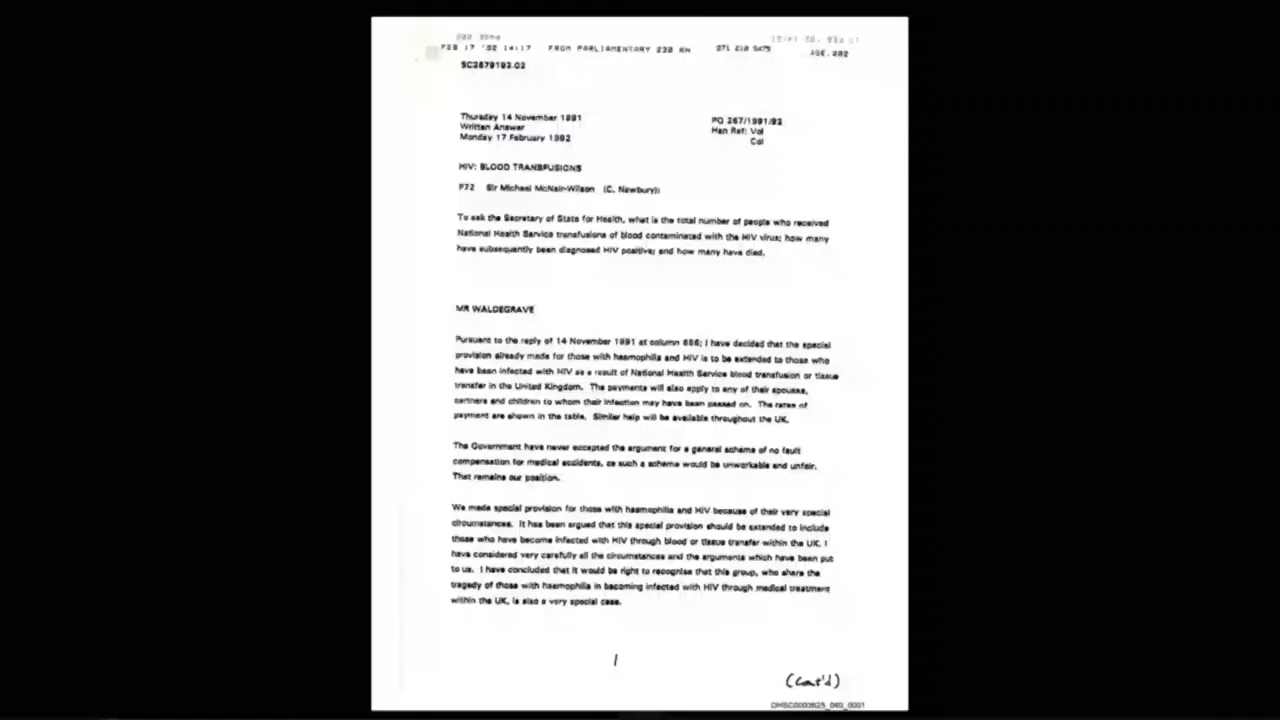 FEB 17 '92 14:17 FROM PARLIAMENTARY 230 RH 071 210 5475
SC3679193.02
Thursday 14 November 1991 PQ 267/1991/92
Written Answer Han Ref: Vol
Monday 17 February 1992 Col
HIV: BLOOD TRANSFUSIONS
P72 Sir Michael McNair-Wilson (C. Newbury):
To ask the Secretary of State for Health, what is the total number of people who received
National Health Service transfusions of blood contaminated with the HIV virus; how many
have subsequently been diagnosed HIV positive; and how many have died.
MR WALDEGRAVE
Pursuant to the reply of 14 November 1991 at column 656; I have decided that the special
provision already made for those with haemophilia and HIV is to be extended to those who
have been infected with HIV as a result of National Health Service blood transfusion or tissue
transfer in the United Kingdom. The payments will also apply to any of their spouses,
partners and children to whom their infection may have been passed on. The rates of
payment are shown in the table. Similar help will be available throughout the UK.
The Government have never accepted the argument for a general scheme of no fault
compensation for medical accidents, as such a scheme would be unworkable and unfair.
That remains our position.
We made special provision for those with haemophilia and HIV because of their very special
circumstances. It has been argued that this special provision should be extended to include
those who have become infected with HIV through blood or tissue transfer within the UK. I
have considered very carefully all the circumstances and the arguments which have been put
to us. I have concluded that it would be right to recognise that this group, who share the
tragedy of those with haemophilia in becoming infected with HIV through medical treatment
within the UK, is also a very special case.
1
(Cont'd)
DHSC0003625_040_0001